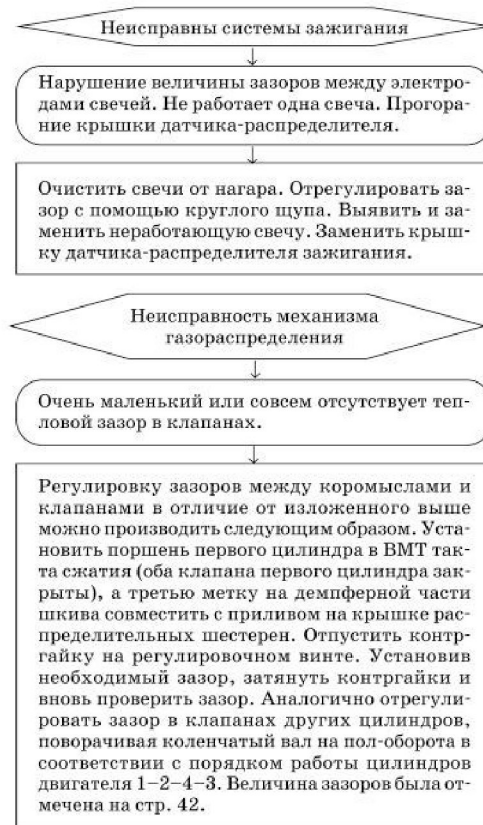 Неисправны системы зажигания
Нарушение величины зазоров между электро-
дами свечей. Не работает одна свеча. Прогора-
ние крышки датчика-распределителя.
Очистить свечи от нагара. Отрегулировать за-
зор с помощью круглого щупа. Выявить и за-
менить неработающую свечу. Заменить крыш-
ку датчика-распределителя зажигания.
Неисправность механизма
газораспределения
Очень маленький или совсем отсутствует теп-
ловой зазор в клапанах.
Регулировку зазоров между коромыслами и
клапанами в отличие от изложенного выше
можно производить следующим образом. Уста-
новить поршень первого цилиндра в ВМТ так-
та сжатия (оба клапана первого цилиндра зак-
рыты), а третью метку на демпферной части
шкива совместить с приливом на крышке рас-
пределительных шестерен. Отпустить контр-
гайку на регулировочном винте. Установив
необходимый зазор, затянуть контргайки и
вновь проверить зазор. Аналогично отрегули-
ровать зазор в клапанах других цилиндров,
поворачивая коленчатый вал на пол-оборота в
соответствии с порядком работы цилиндров
двигателя 1–2–4–3. Величина зазоров была от-
мечена на стр. 42.